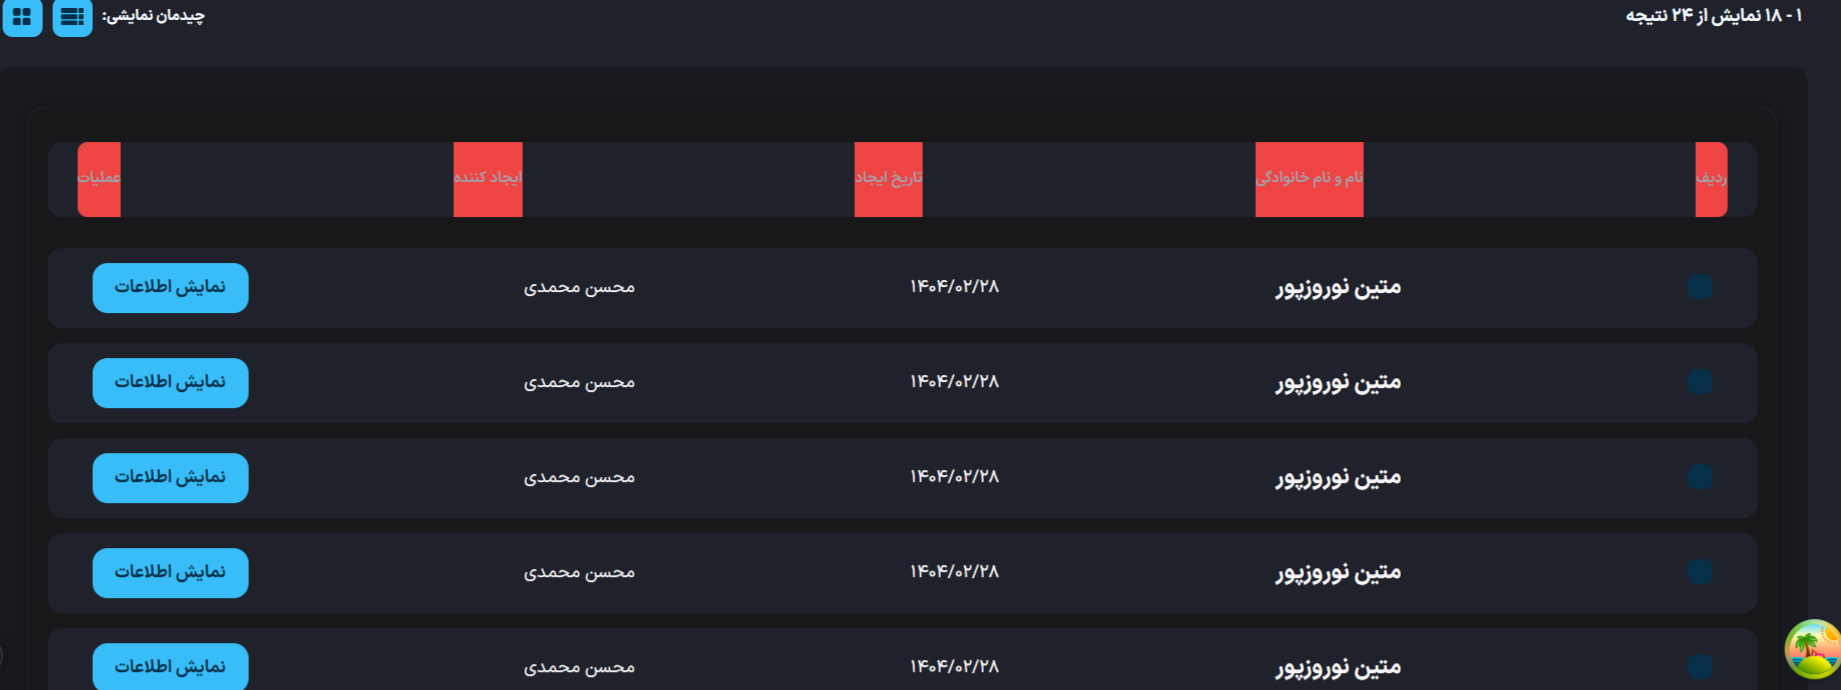 ۱ - ۱۸ نمایش از ۲۴ نتیجه
چیدمان نمایشی:
ردیف نام و نام خانوادگی تاریخ ایجاد ایجاد کننده عملیات
متین نوروزپور ۱۴۰۴/۰۲/۲۸ محسن محمدی نمایش اطلاعات
متین نوروزپور ۱۴۰۴/۰۲/۲۸ محسن محمدی نمایش اطلاعات
متین نوروزپور ۱۴۰۴/۰۲/۲۸ محسن محمدی نمایش اطلاعات
متین نوروزپور ۱۴۰۴/۰۲/۲۸ محسن محمدی نمایش اطلاعات
متین نوروزپور ۱۴۰۴/۰۲/۲۸ محسن محمدی نمایش اطلاعات